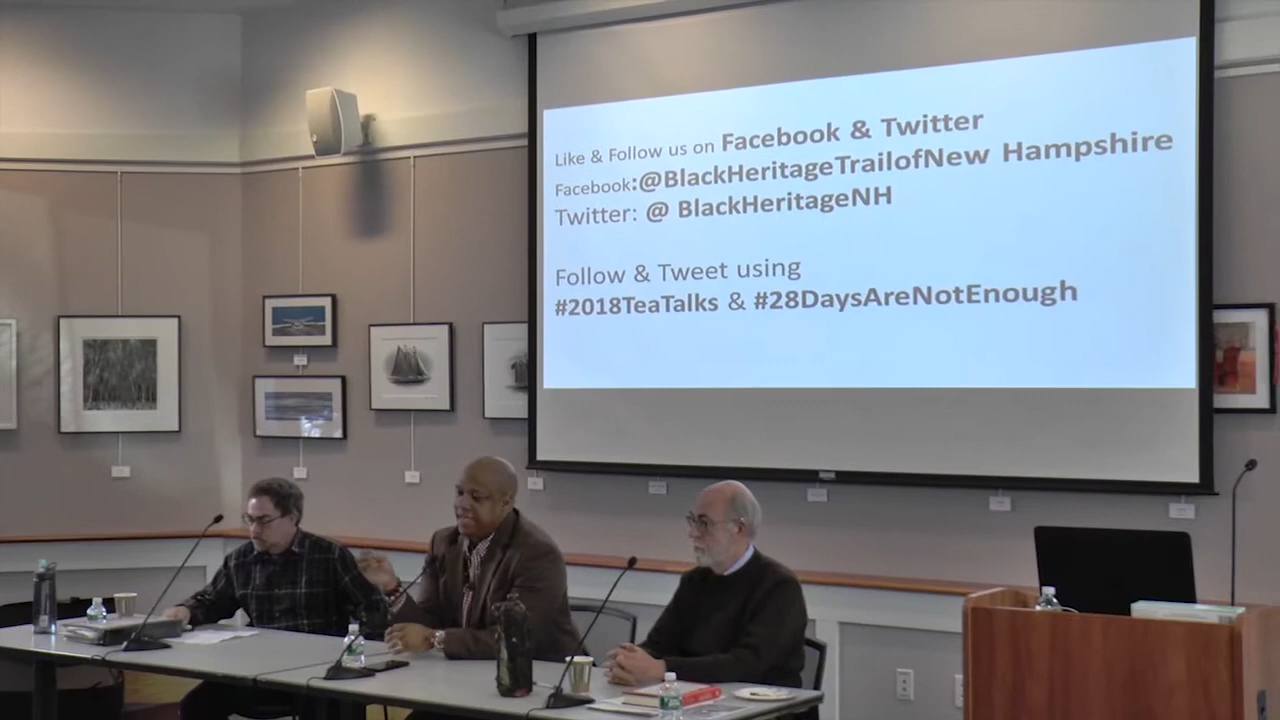 Like & Follow us on Facebook & Twitter
Facebook:@BlackHeritageTrailofNew Hampshire
Twitter: @ BlackHeritageNH
Follow & Tweet using
#2018TeaTalks & #28DaysAreNotEnough